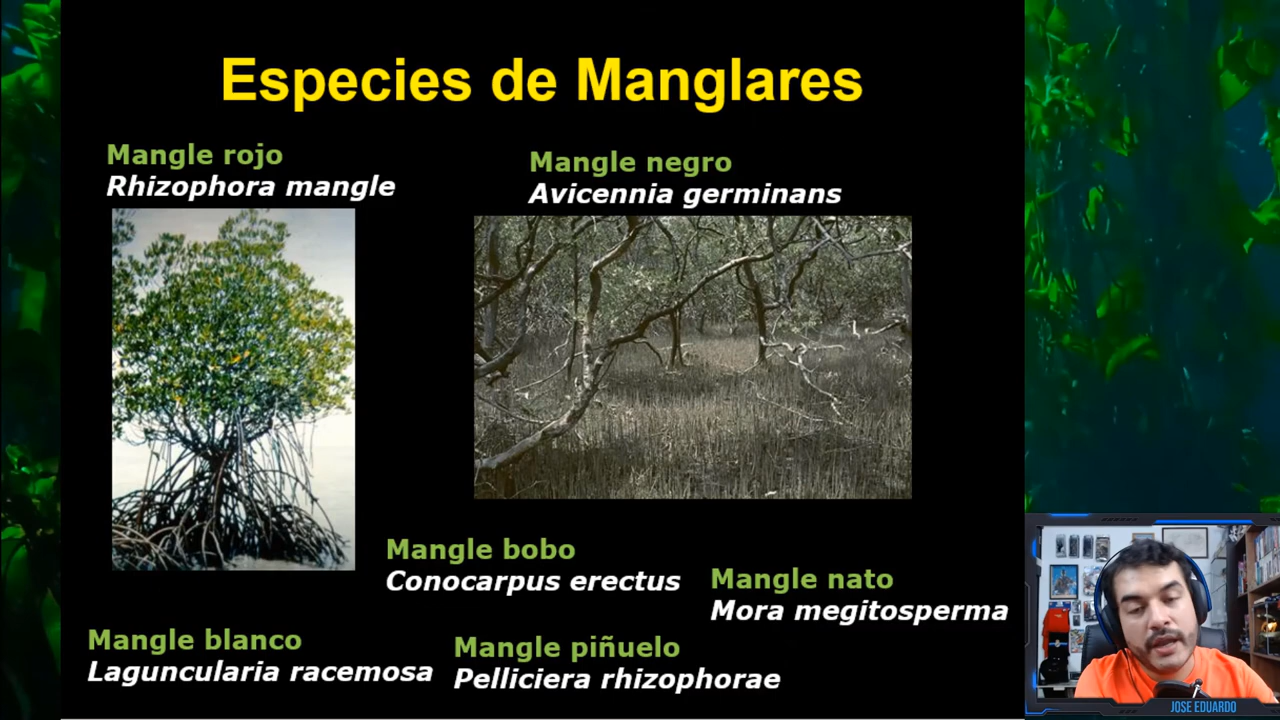 Especies de Manglares
Mangle rojo
Rhizophora mangle
Mangle negro
Avicennia germinans
Mangle bobo
Conocarpus erectus
Mangle nato
Mora megitosperma
Mangle blanco
Laguncularia racemosa
Mangle piñuelo
Pelliciera rhizophorae
JOSE EDUARDO